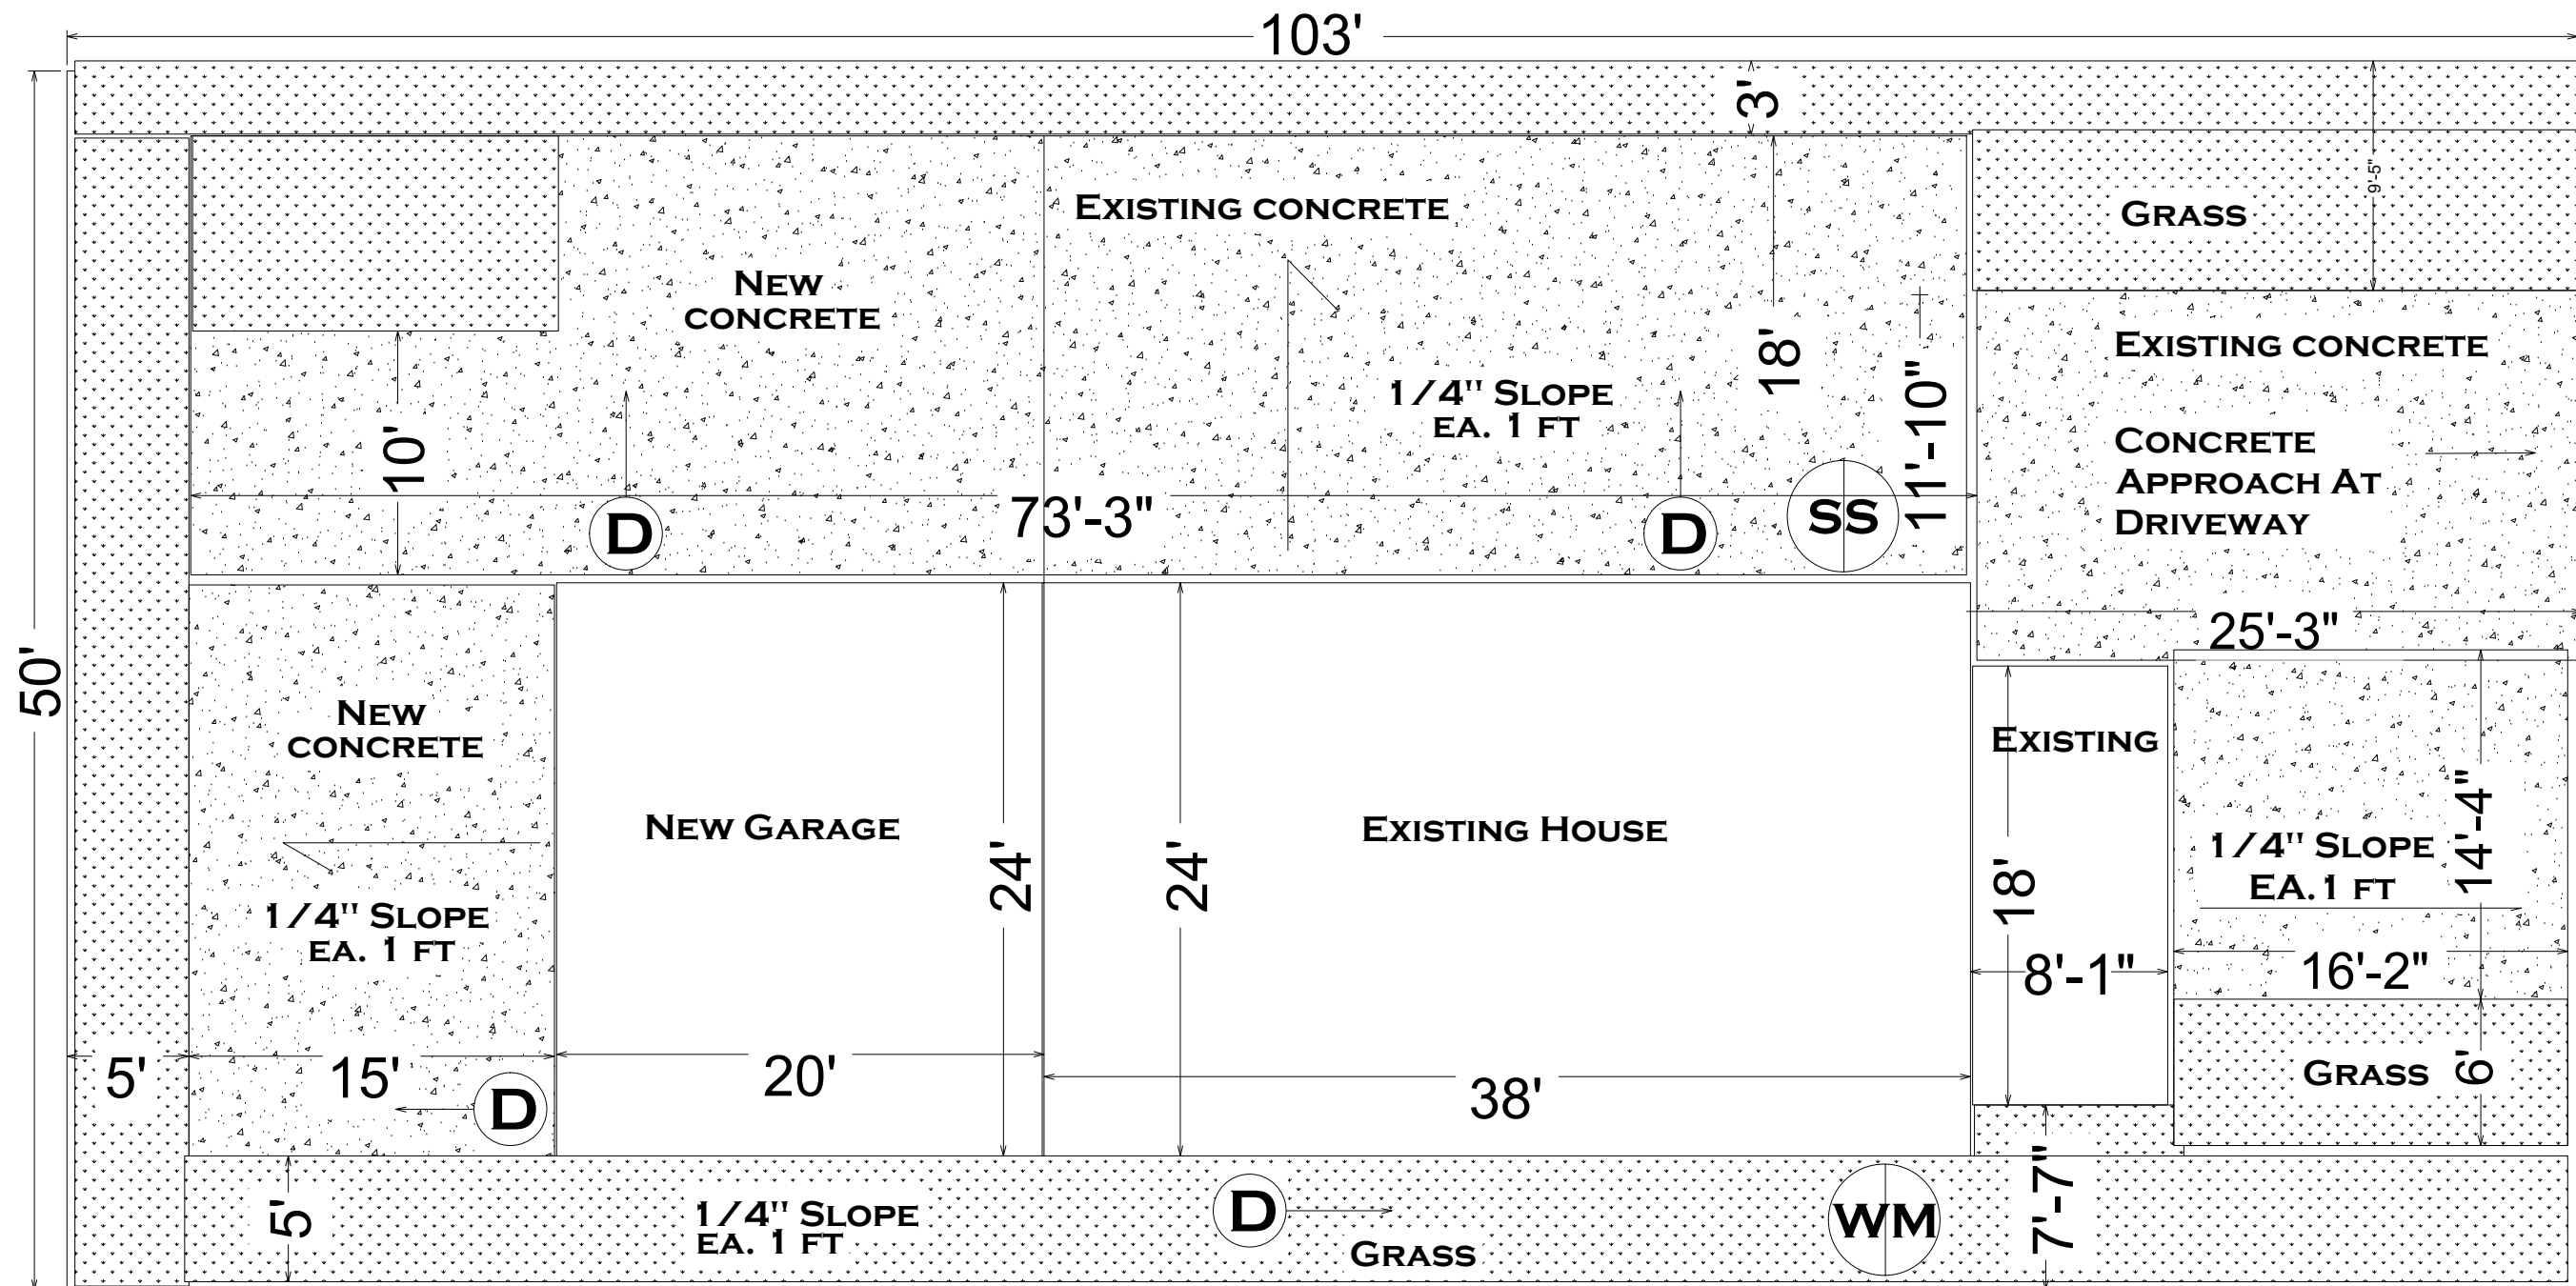 103'
3'
9'-5"
EXISTING CONCRETE
GRASS
NEW
CONCRETE
EXISTING CONCRETE
18'
1/4" SLOPE
EA. 1 FT
11'-10"
10'
CONCRETE
APPROACH AT
DRIVEWAY
D
73'-3"
D
SS
25'-3"
50'
NEW
CONCRETE
EXISTING
NEW GARAGE
EXISTING HOUSE
24'
24'
18'
14'-4"
1/4" SLOPE
EA. 1 FT
1/4" SLOPE
EA. 1 FT
8'-1"
16'-2"
5'
15'
20'
38'
GRASS
6'
D
5'
1/4" SLOPE
EA. 1 FT
D
GRASS
WM
7'-7"